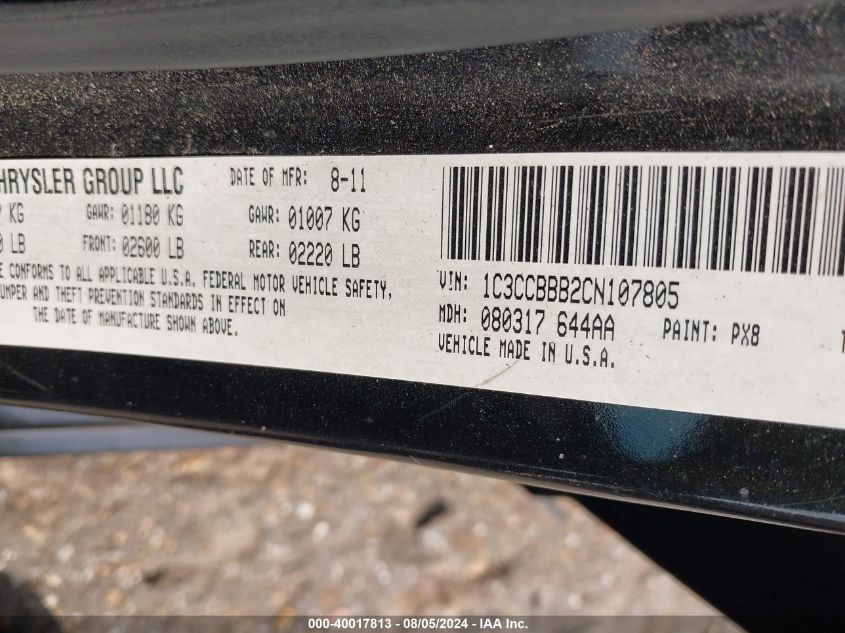 HRYSLER GROUP LLC DATE OF MFR: 8-11
KG GAWR: 01180 KG GAWR: 01007 KG
0 LB FRONT: 02600 LB REAR: 02220 LB
E CONFORMS TO ALL APPLICABLE U.S.A. FEDERAL MOTOR VEHICLE SAFETY,
UMPER AND THEFT PREVENTION STANDARDS IN EFFECT ON
THE DATE OF MANUFACTURE SHOWN ABOVE.
VIN: 1C3CCBBB2CN107805
MDH: 080317 644AA PAINT: PX8
VEHICLE MADE IN U.S.A.
000-40017813 - 08/05/2024 - IAA Inc.